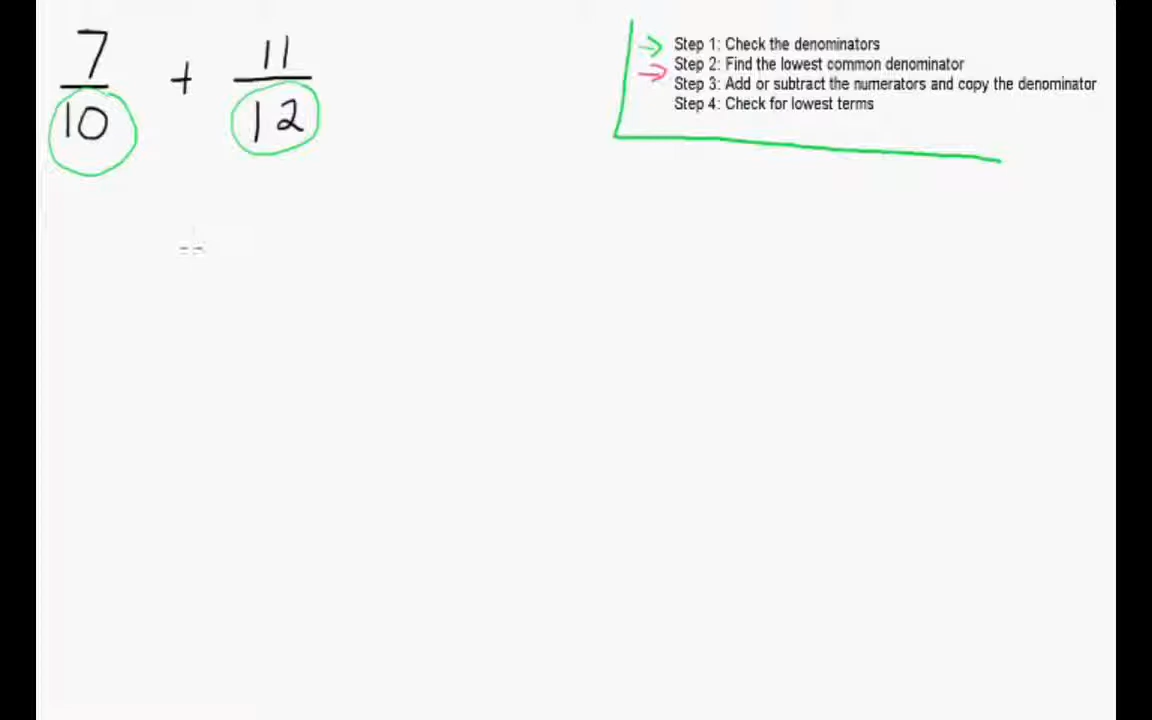 7/10 + 11/12
Step 1: Check the denominators
Step 2: Find the lowest common denominator
Step 3: Add or subtract the numerators and copy the denominator
Step 4: Check for lowest terms